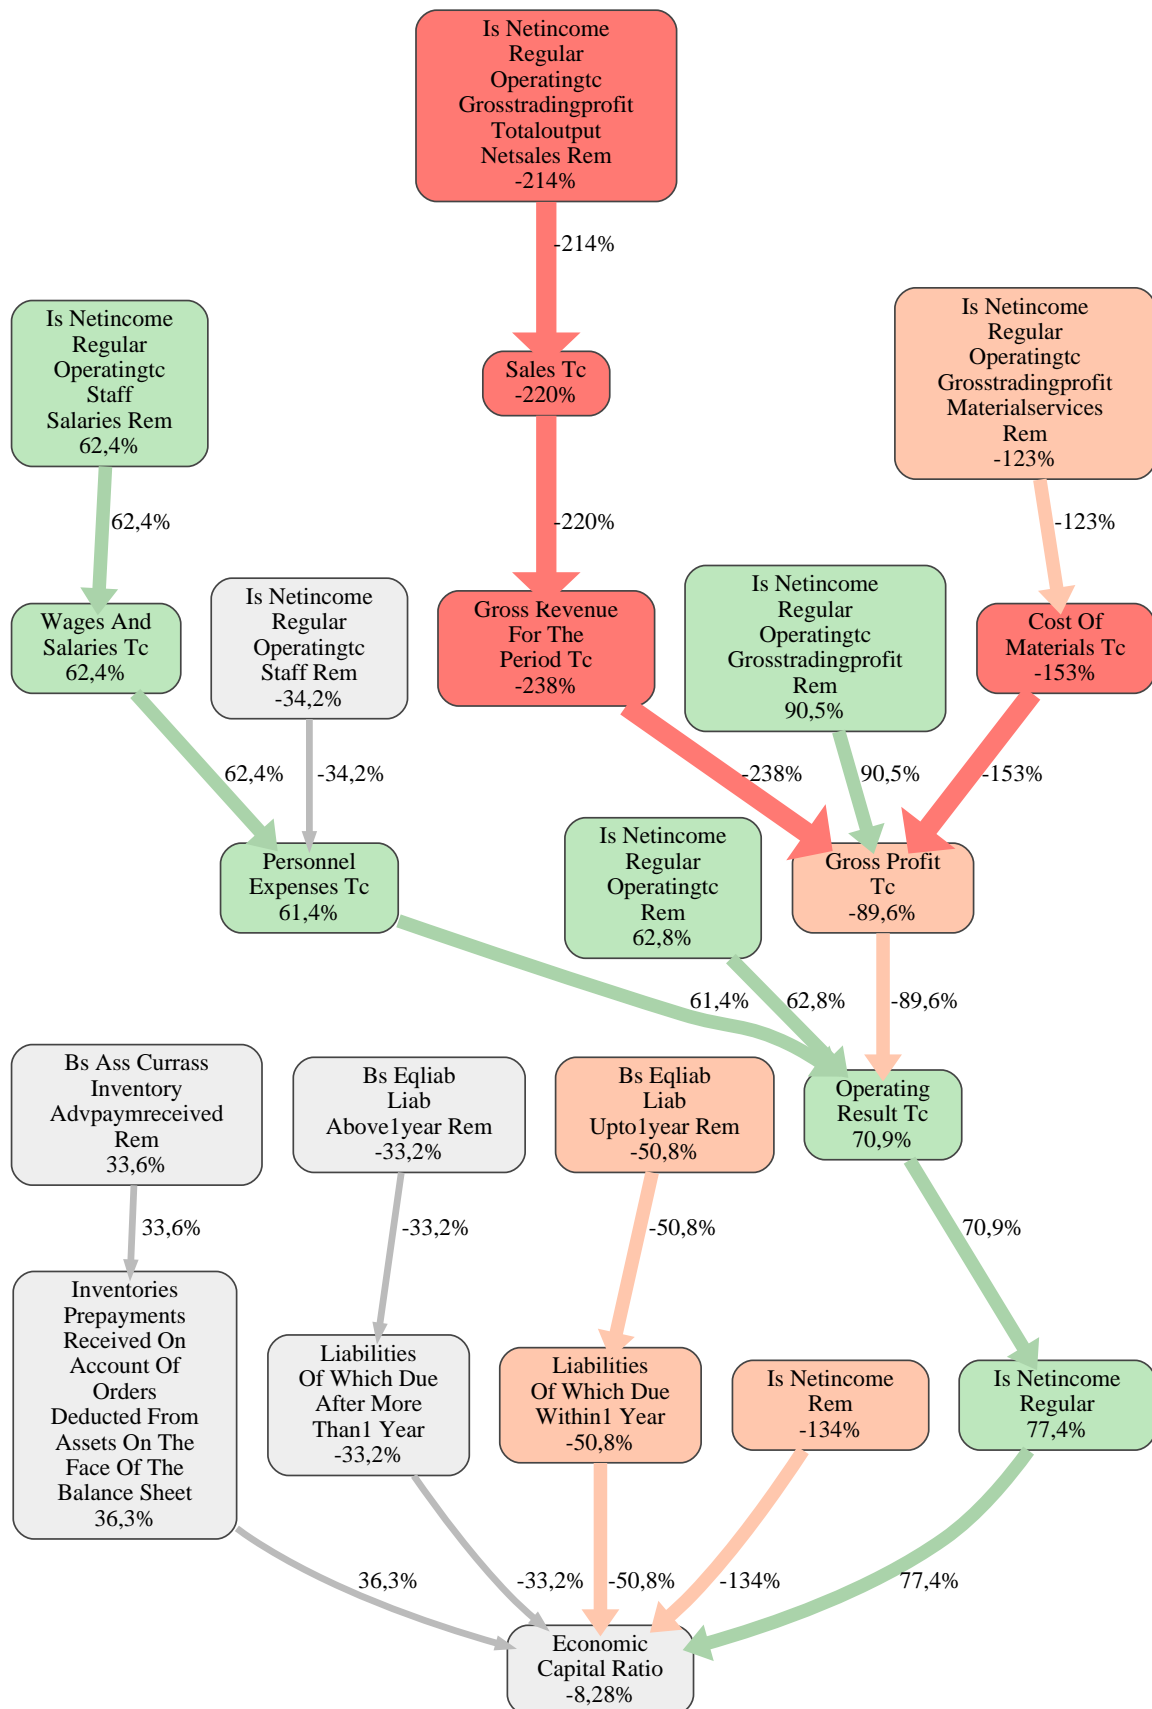 Is Netincome
Regular
Operatingtc
Grosstradingprofit
Totaloutput
Netsales Rem
-214%
-214%
Is Netincome
Regular
Operatingtc
Staff
Salaries Rem
62,4%
Sales Tc
-220%
Is Netincome
Regular
Operatingtc
Grosstradingprofit
Materialservices
Rem
-123%
62,4%
-220%
-123%
Wages And
Salaries Tc
62,4%
Is Netincome
Regular
Operatingtc
Staff Rem
-34,2%
Gross Revenue
For The
Period Tc
-238%
Is Netincome
Regular
Operatingtc
Grosstradingprofit
Rem
90,5%
Cost Of
Materials Tc
-153%
62,4%
-34,2%
-238%
90,5%
-153%
Personnel
Expenses Tc
61,4%
Is Netincome
Regular
Operatingtc
Rem
62,8%
Gross Profit
Tc
-89,6%
61,4%
62,8%
-89,6%
Bs Ass Currass
Inventory
Advpaymreceived
Rem
33,6%
Bs Eqliab
Liab
Above1year Rem
-33,2%
Bs Eqliab
Liab
Upto1year Rem
-50,8%
Operating
Result Tc
70,9%
33,6%
-33,2%
-50,8%
70,9%
Inventories
Prepayments
Received On
Account Of
Orders
Deducted From
Assets On The
Face Of The
Balance Sheet
36,3%
Liabilities
Of Which Due
After More
Than1 Year
-33,2%
Liabilities
Of Which Due
Within1 Year
-50,8%
Is Netincome
Rem
-134%
Is Netincome
Regular
77,4%
36,3%
-33,2%
-50,8%
-134%
77,4%
Economic
Capital Ratio
-8,28%